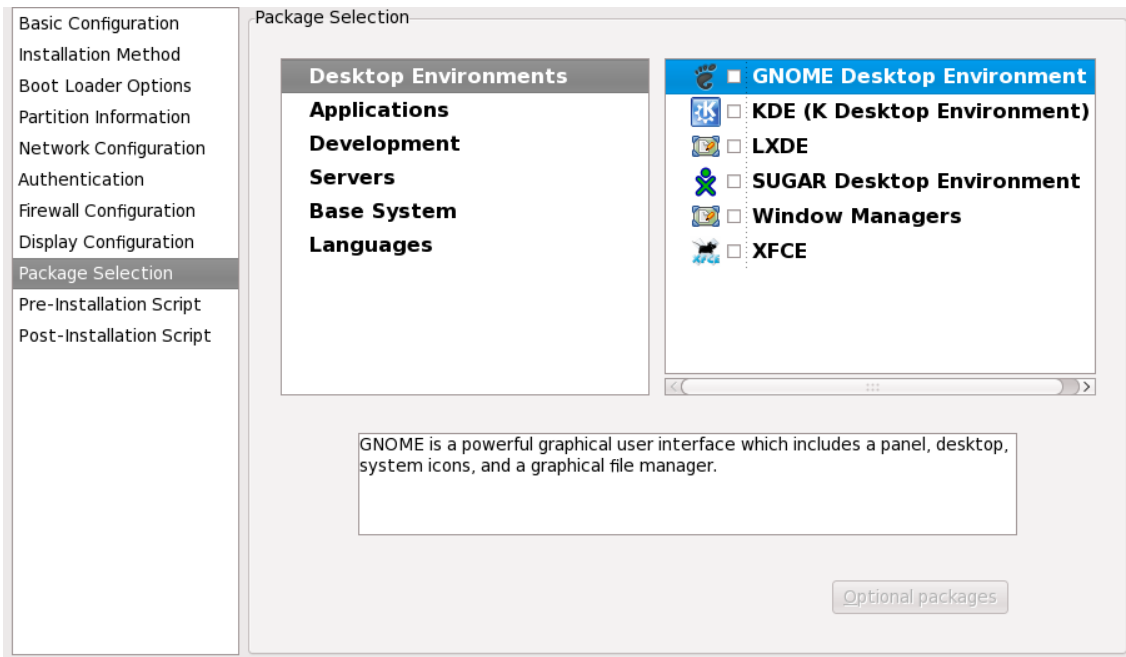 Basic Configuration
Installation Method
Boot Loader Options
Partition Information
Network Configuration
Authentication
Firewall Configuration
Display Configuration
Package Selection
Pre-Installation Script
Post-Installation Script
Package Selection
Desktop Environments
Applications
Development
Servers
Base System
Languages
GNOME Desktop Environment
KDE (K Desktop Environment)
LXDE
SUGAR Desktop Environment
Window Managers
XFCE
GNOME is a powerful graphical user interface which includes a panel, desktop,
system icons, and a graphical file manager.
Optional packages